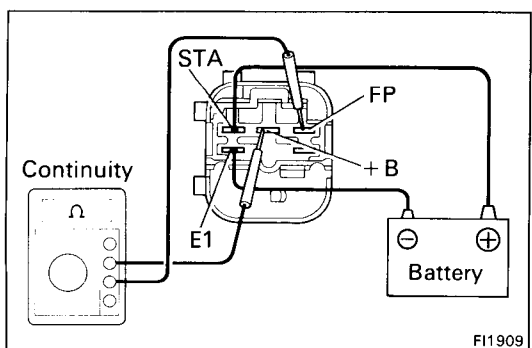 STA
FP
Continuity
Ω
+ B
E1
⊖ ⊕
Battery
FI1909